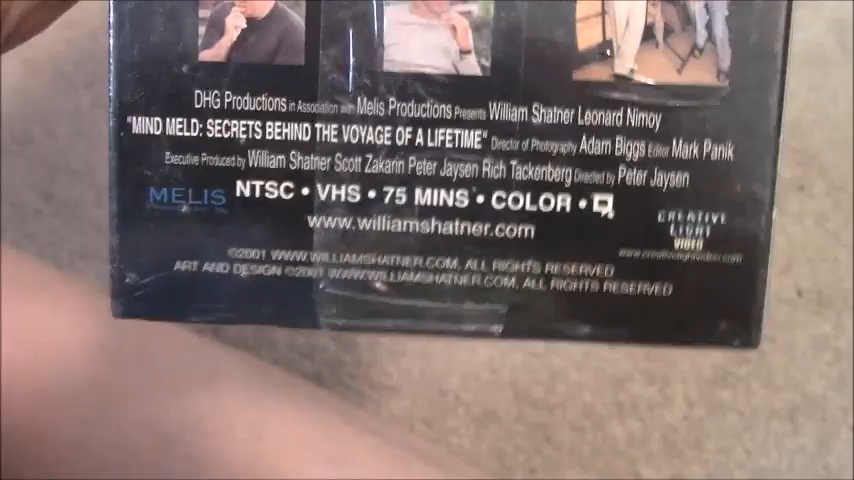 DHG Productions in Association with Melis Productions Presents William Shatner Leonard Nimoy
"MIND MELD: SECRETS BEHIND THE VOYAGE OF A LIFETIME" Director of Photography Adam Biggs Editor Mark Panik
Executive Produced by William Shatner Scott Zakarin Peter Jaysen Rich Tackenberg Directed by Peter Jaysen
MELIS
NTSC • VHS • 75 MINS • COLOR •
www.williamshatner.com
CREATIVE
LIGHT
VIDEO
www.creativelightvideo.com
©2001 WWW.WILLIAMSHATNER.COM, ALL RIGHTS RESERVED
ART AND DESIGN ©2001 WWW.WILLIAMSHATNER.COM, ALL RIGHTS RESERVED